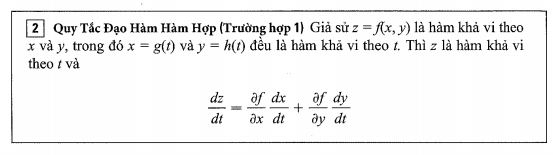 2 Quy Tắc Đạo Hàm Hàm Hợp (Trường hợp 1) Giả sử z = f(x, y) là hàm khả vi theo
x và y, trong đó x = g(t) và y = h(t) đều là hàm khả vi theo t. Thì z là hàm khả vi
theo t và
dz/dt = ∂f/∂x dx/dt + ∂f/∂y dy/dt